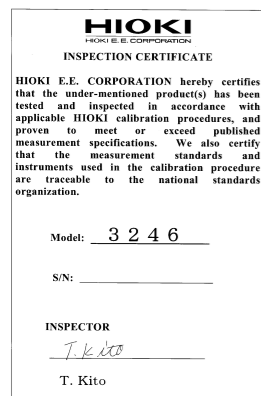 HIOKI
HIOKI E.E. CORPORATION
INSPECTION CERTIFICATE
HIOKI E.E. CORPORATION hereby certifies
that the under-mentioned product(s) has been
tested and inspected in accordance with
applicable HIOKI calibration procedures, and
proven to meet or exceed published
measurement specifications. We also certify
that the measurement standards and
instruments used in the calibration procedure
are traceable to the national standards
organization.
Model: 3246
S/N:
INSPECTOR
T. Kito
T. Kito